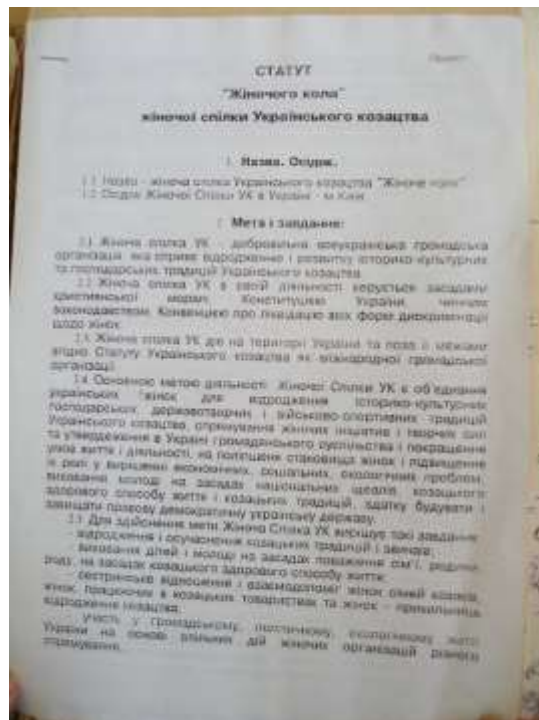 СТАТУТ
"Жіночого кола"
жіночої спілки Українського козацтва
1. Назва. Осідок.
1.1 Назва - жіноча спілка Українського козацтва "Жіноче коло"
1.2 Осідок Жіночої Спілки УК в Україні - м.Київ
2. Мета і завдання:
2.1 Жіноча спілка УК - добровільна всеукраїнська громадська
організація, яка сприяє відродженню і розвитку історико-культурних
та господарських традицій Українського козацтва.
2.2 Жіноча спілка УК в своїй діяльності керується засадами
християнської моралі, Конституцією України, чинним
законодавством, Конвенцією про ліквідацію всіх форм дискримінації
щодо жінок.
Жіноча спілка УК діє на території України та поза її межами
згідно Статуту Українського козацтва як міжнародної громадської
організації.
2.4 Основною метою діяльності Жіночої Спілки УК є об'єднання
українських жінок для відродження історико-культурних
господарських, державотворчих і військово-спортивних традицій
Українського козацтва, спрямування жіночих ініціатив і творчих сил
та утвердження в Україні громадянського суспільства і покращення
умов життя і діяльності, на поліпшення становища жінок і підвищення
їх ролі у вирішенні економічних, соціальних, екологічних проблем,
виховання молоді на засадах національних ідеалів, козацького
здорового способу життя і козацьких традицій, здатну будувати і
захищати правову демократичну українську державу.
Для здійснення мети Жіноча Спілка УК вирішує такі завдання:
відродження і осучаснення козацьких традицій і звичаїв;
виховання дітей і молоді на засадах поваження сім'ї, родини
роду, на засадах козацького здорового способу життя;
сестринське відношення і взаємодопомога жінок сімей козаків,
жінок, працюючих в козацьких товариствах та жінок - прихильниць
відродження козацтва;
участь у громадському, політичному, екологічному житті
України на основі спільних дій жіночих організацій різного
спрямування.